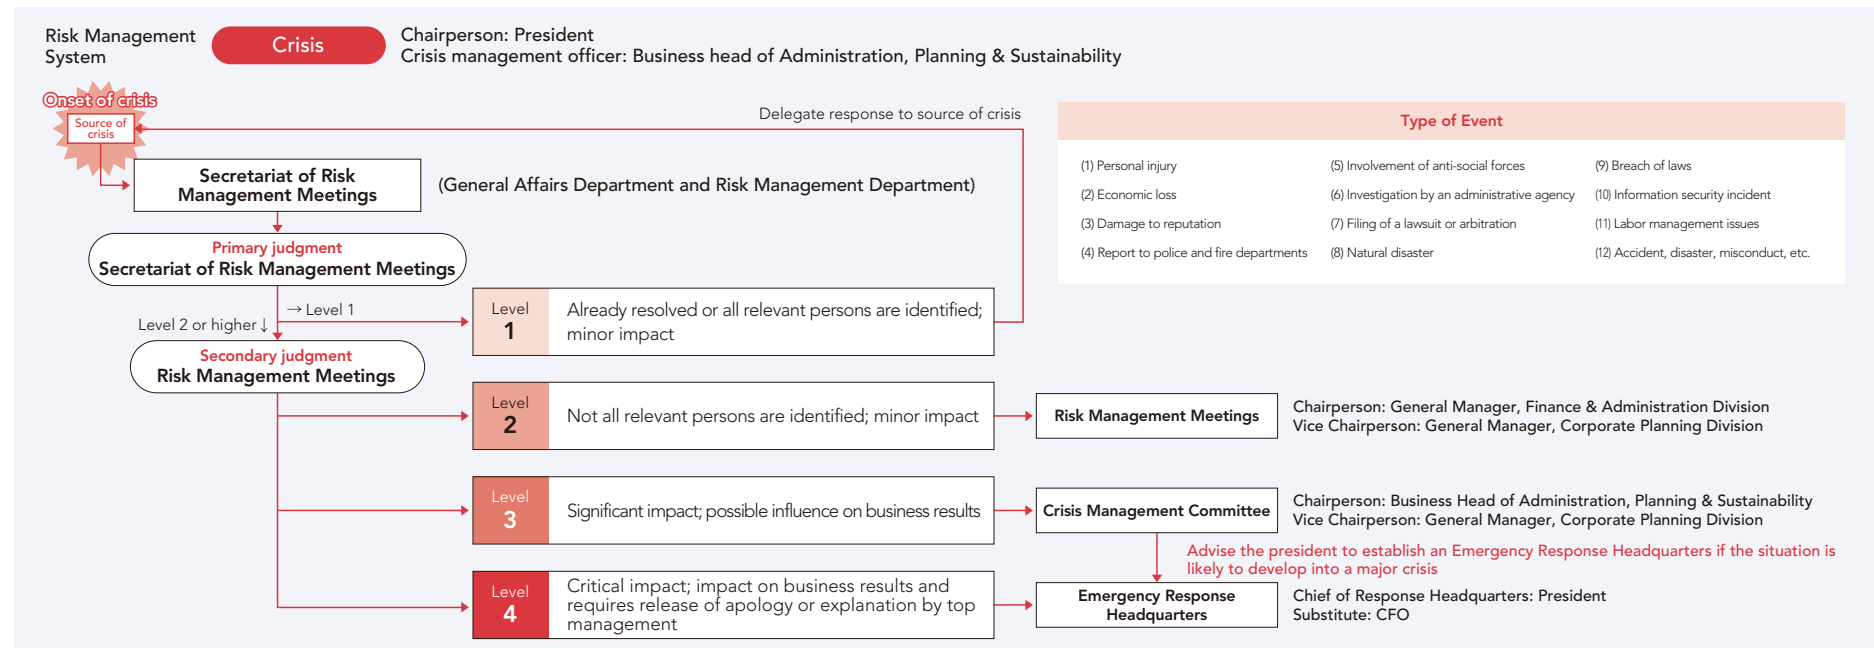 Risk Management
System
Crisis
Chairperson: President
Crisis management officer: Business head of Administration, Planning & Sustainability
Onset of crisis
Source of
crisis
Delegate response to source of crisis
Secretariat of Risk
Management Meetings
(General Affairs Department and Risk Management Department)
Primary judgment
Secretariat of Risk Management Meetings
→ Level 1
Level 2 or higher ↓
Secondary judgment
Risk Management Meetings
Type of Event
(1) Personal injury
(2) Economic loss
(3) Damage to reputation
(4) Report to police and fire departments
(5) Involvement of anti-social forces
(6) Investigation by an administrative agency
(7) Filing of a lawsuit or arbitration
(8) Natural disaster
(9) Breach of laws
(10) Information security incident
(11) Labor management issues
(12) Accident, disaster, misconduct, etc.
Level
1
Already resolved or all relevant persons are identified;
minor impact
Level
2
Not all relevant persons are identified; minor impact
Risk Management Meetings
Chairperson: General Manager, Finance & Administration Division
Vice Chairperson: General Manager, Corporate Planning Division
Level
3
Significant impact; possible influence on business results
Crisis Management Committee
Chairperson: Business Head of Administration, Planning & Sustainability
Vice Chairperson: General Manager, Corporate Planning Division
Advise the president to establish an Emergency Response Headquarters if the situation is
likely to develop into a major crisis
Level
4
Critical impact; impact on business results and
requires release of apology or explanation by top
management
Emergency Response
Headquarters
Chief of Response Headquarters: President
Substitute: CFO